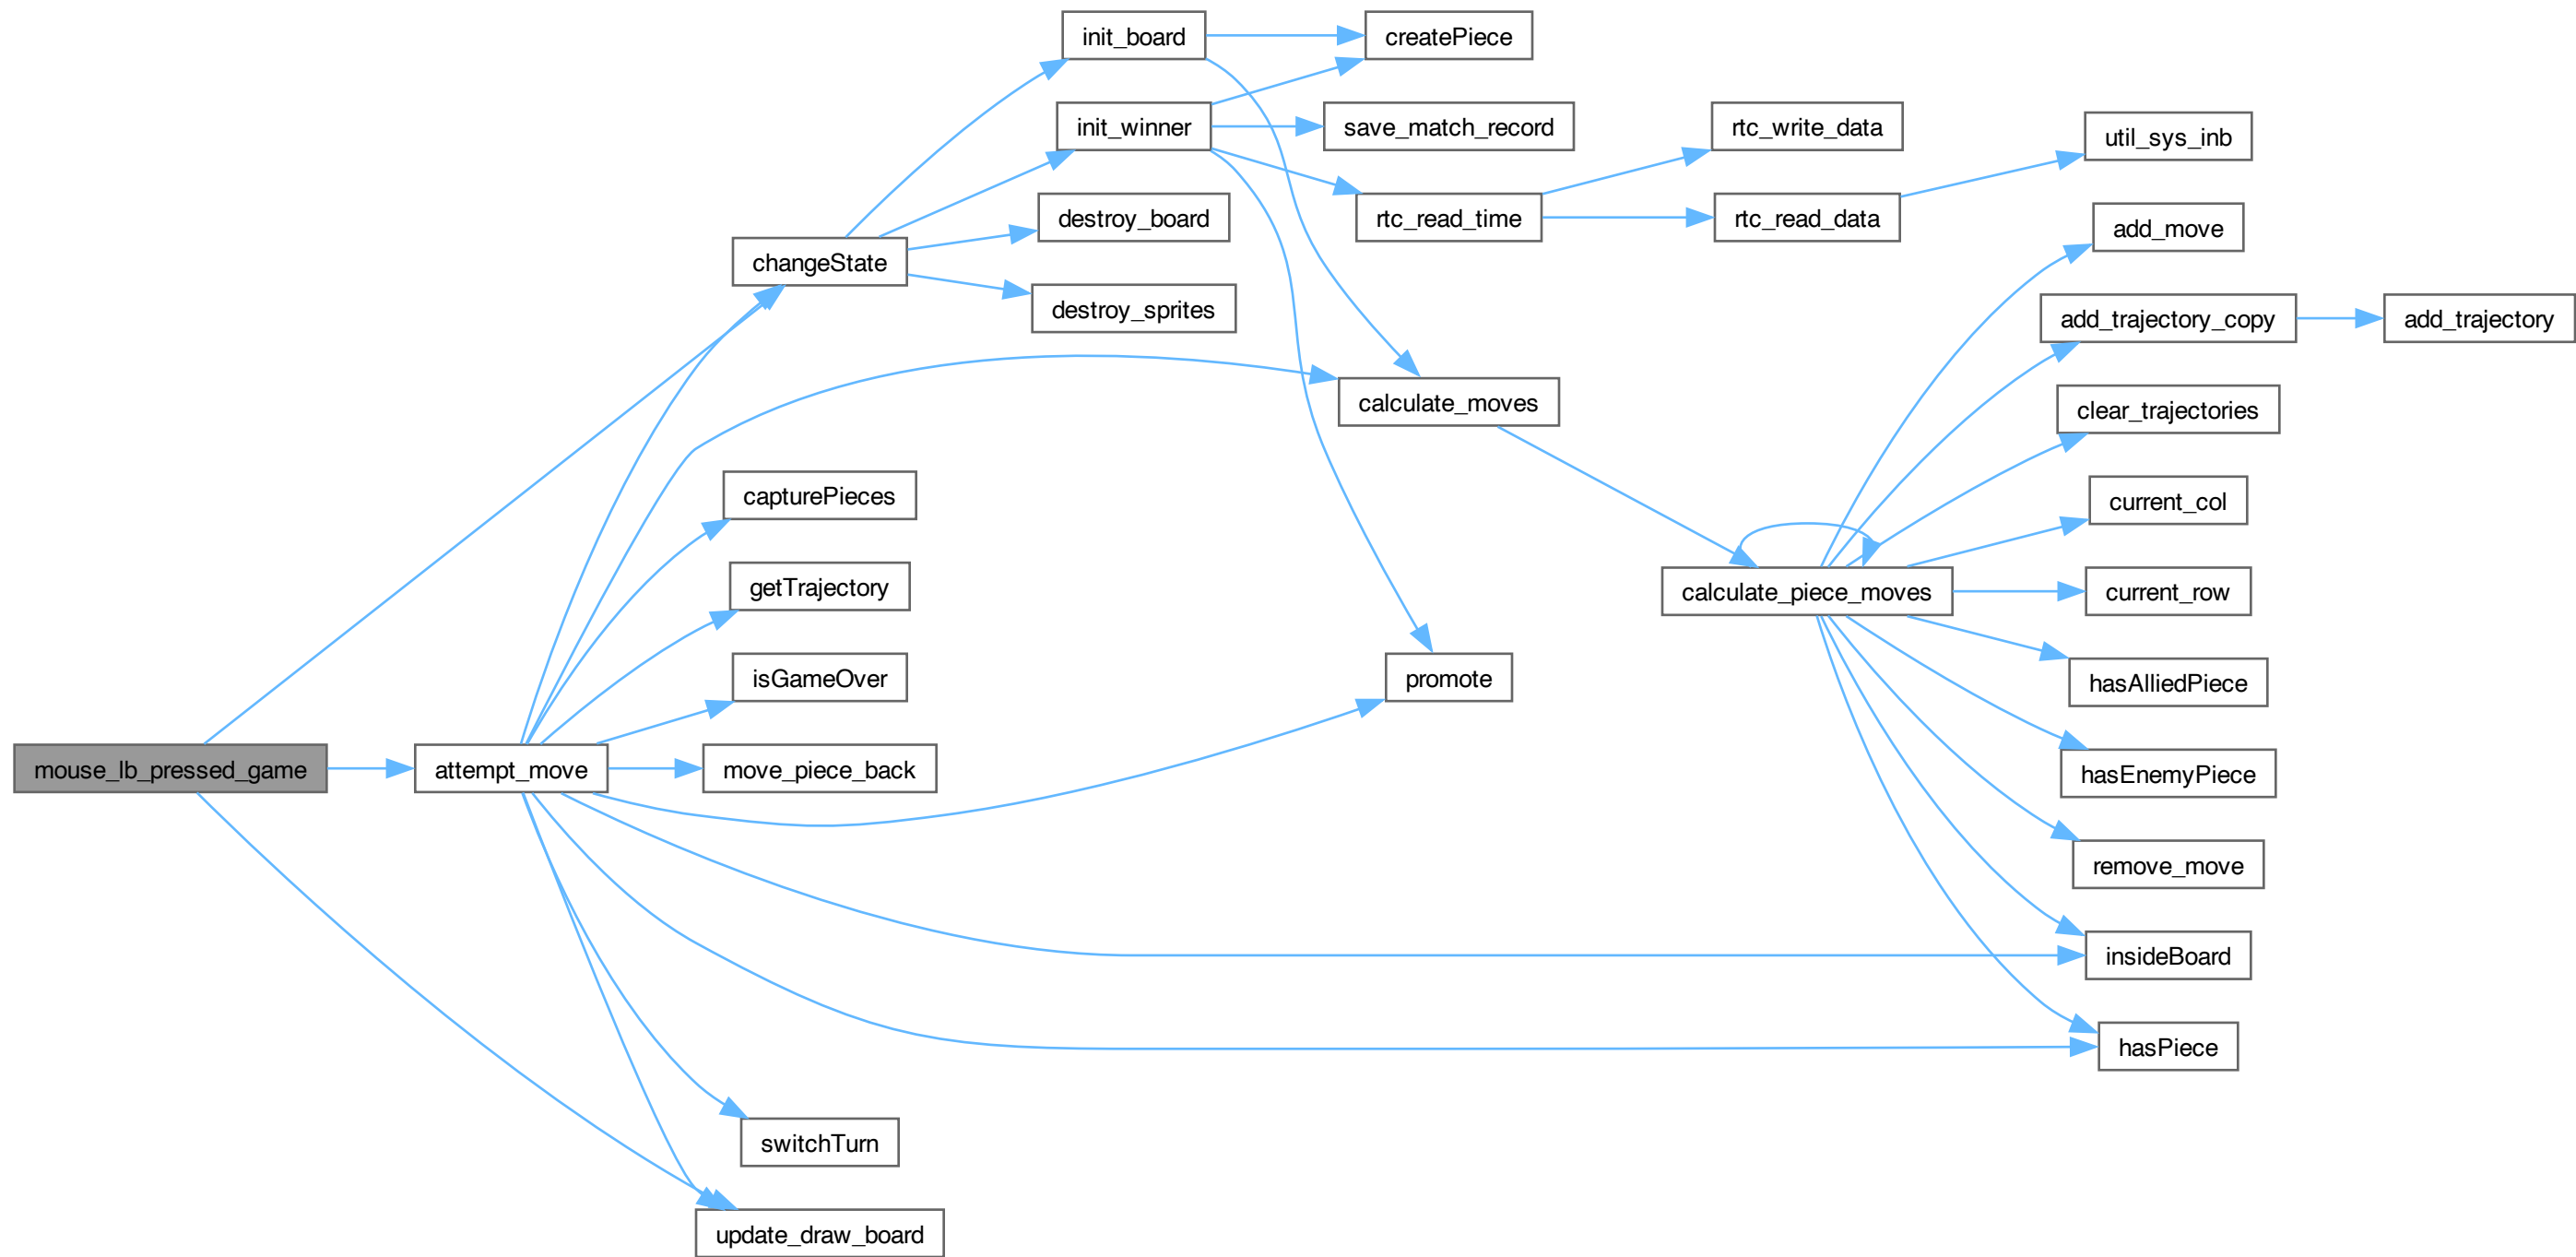 init_board
createPiece
init_winner
save_match_record
rtc_write_data
util_sys_inb
destroy_board
rtc_read_time
rtc_read_data
add_move
changeState
destroy_sprites
add_trajectory_copy
add_trajectory
calculate_moves
clear_trajectories
capturePieces
current_col
getTrajectory
calculate_piece_moves
current_row
isGameOver
promote
hasAlliedPiece
mouse_lb_pressed_game
attempt_move
move_piece_back
hasEnemyPiece
remove_move
insideBoard
hasPiece
switchTurn
update_draw_board